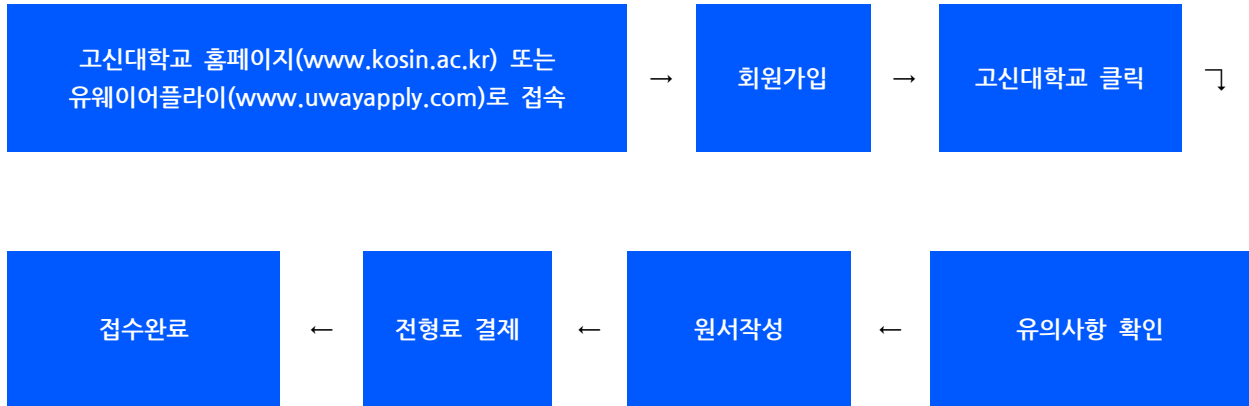 고신대학교 홈페이지(www.kosin.ac.kr) 또는
유웨이어플라이(www.uwayapply.com)로 접속
→
회원가입
→
고신대학교 클릭
↴
유의사항 확인
←
원서작성
←
전형료 결제
←
접수완료